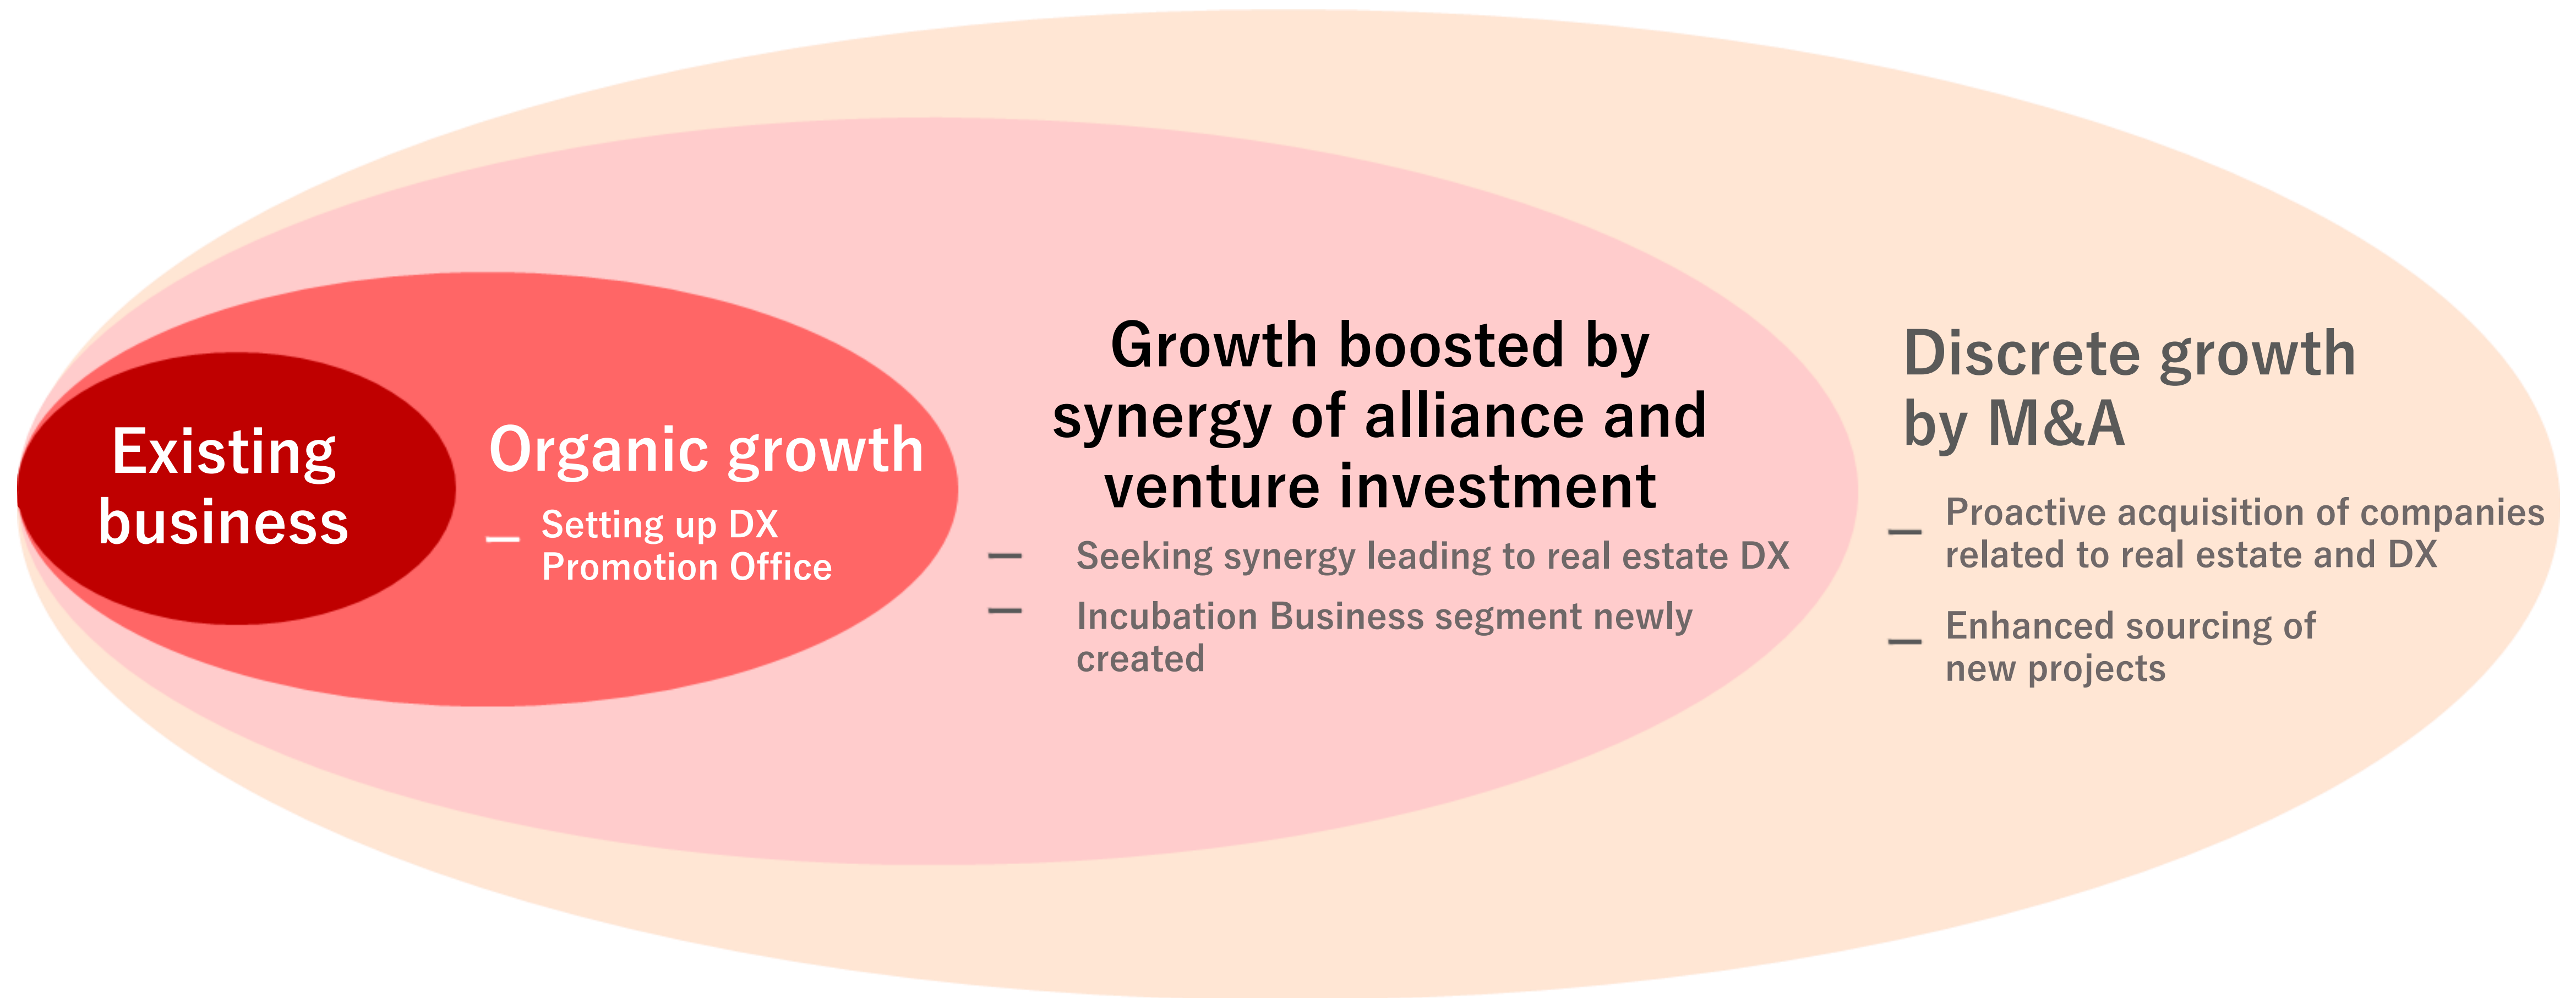 Existing
business
Organic growth
— Setting up DX
Promotion Office
Growth boosted by
synergy of alliance and
venture investment
— Seeking synergy leading to real estate DX
— Incubation Business segment newly
created
Discrete growth
by M&A
— Proactive acquisition of companies
related to real estate and DX
— Enhanced sourcing of
new projects